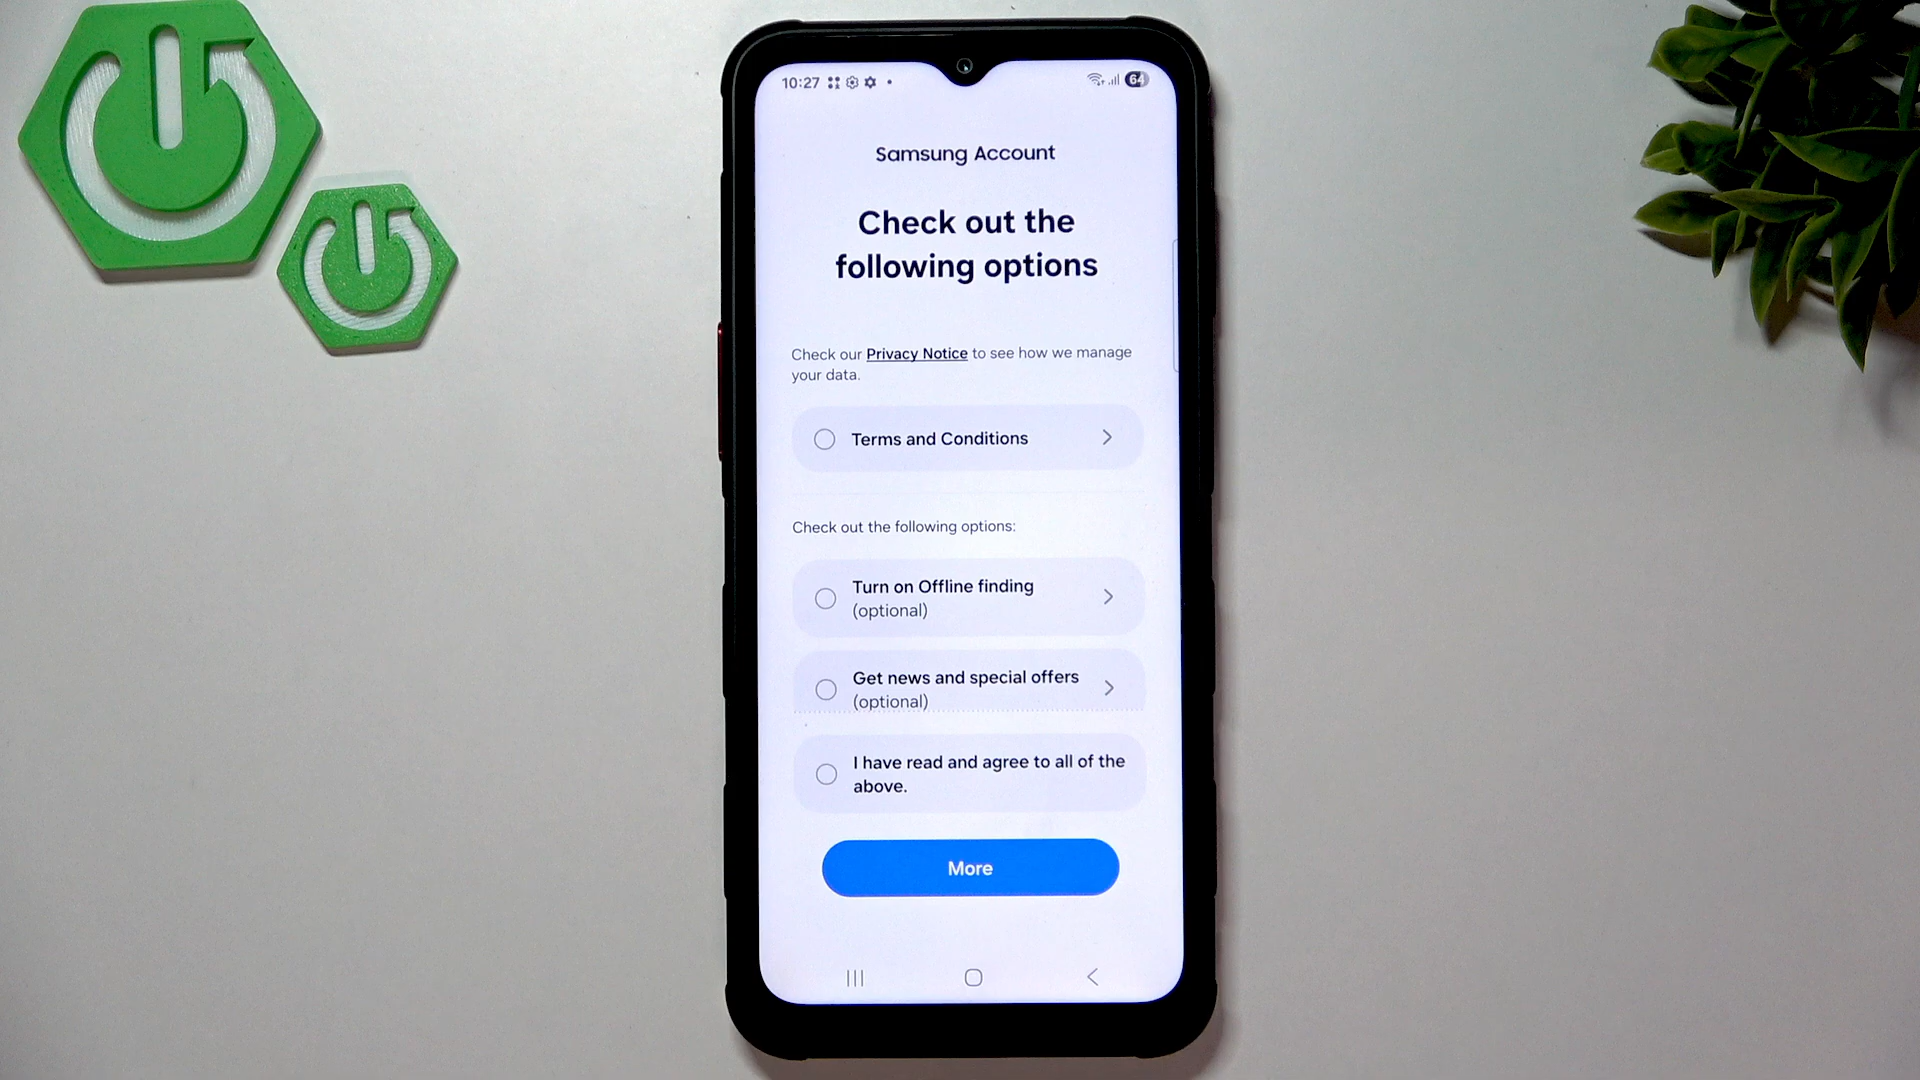 10:27
64
Samsung Account
Check out the
following options
Check our Privacy Notice to see how we manage
your data.
Terms and Conditions
Check out the following options:
Turn on Offline finding
(optional)
Get news and special offers
(optional)
I have read and agree to all of the
above.
More